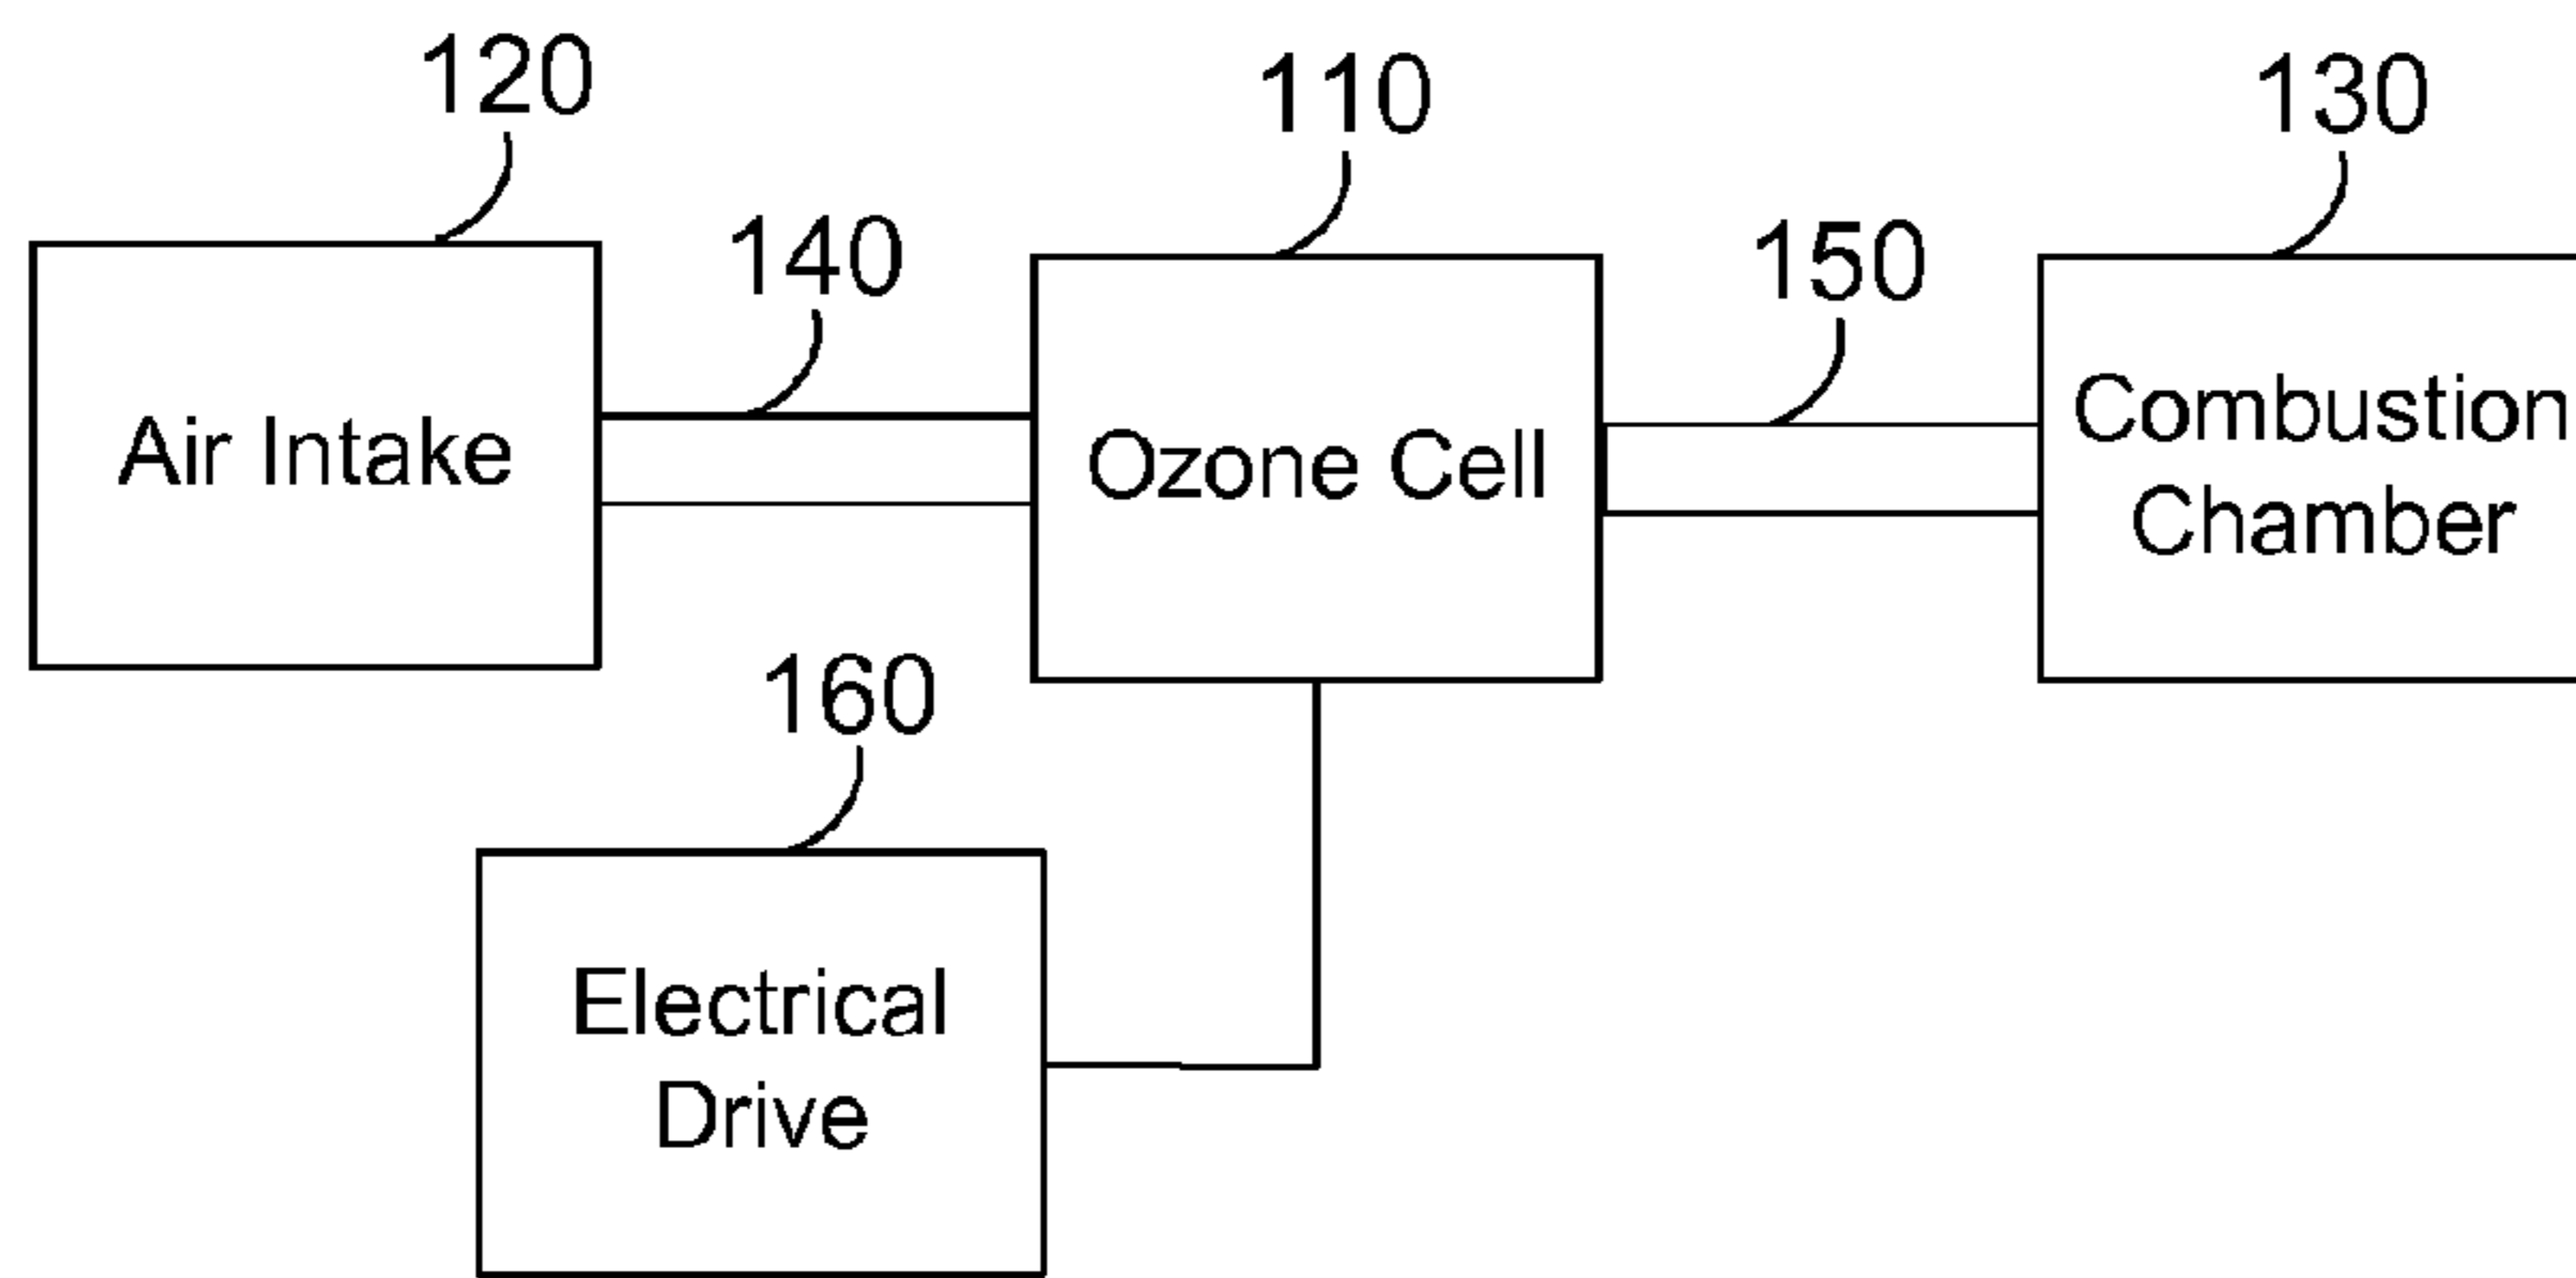 120
110
130
140
150
Air Intake
Ozone Cell
Combustion
Chamber
160
Electrical
Drive